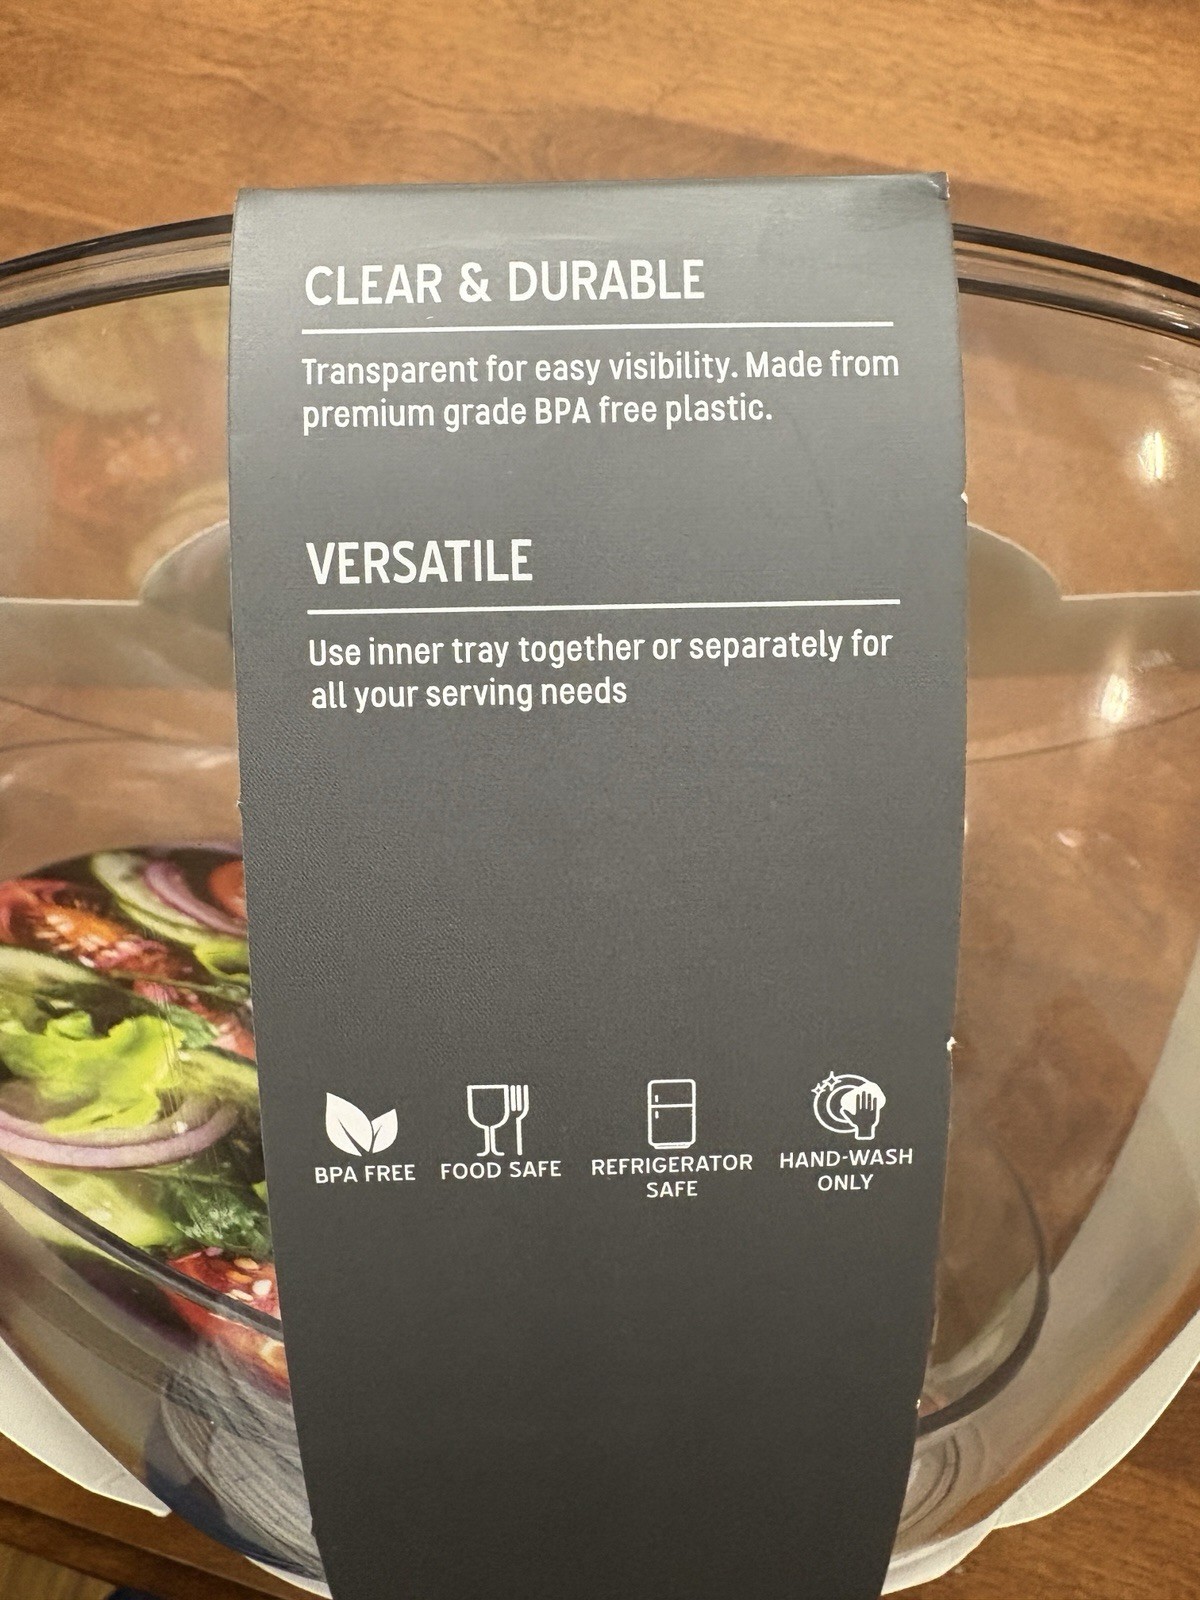 CLEAR & DURABLE
Transparent for easy visibility. Made from
premium grade BPA free plastic.
VERSATILE
Use inner tray together or separately for
all your serving needs
BPA FREE
FOOD SAFE
REFRIGERATOR
SAFE
HAND-WASH
ONLY